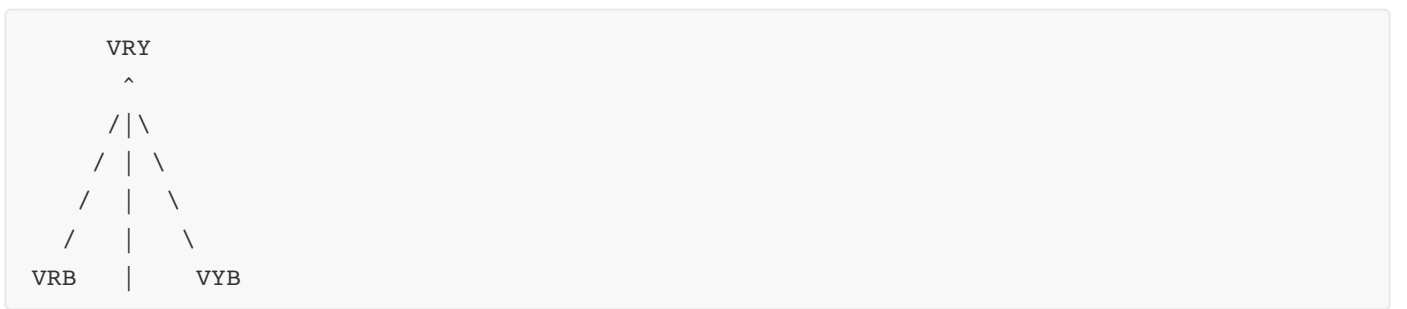 VRY
      ^
     /|\
    / | \
   /  |  \
  /   |   \
VRB   |    VYB